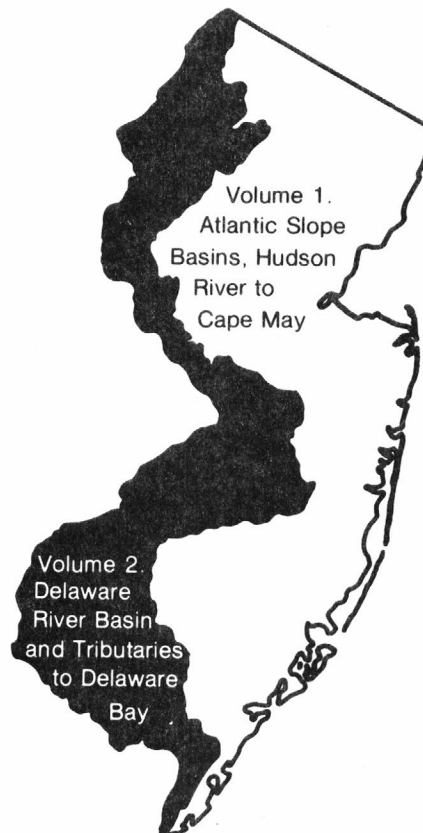 Volume 1.
Atlantic Slope
Basins, Hudson
River to
Cape May
Volume 2.
Delaware
River Basin
and Tributaries
to Delaware
Bay